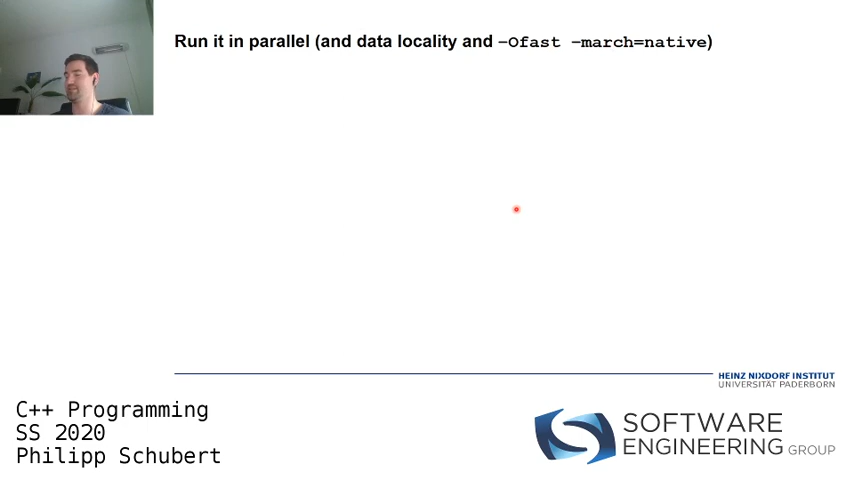 Run it in parallel (and data locality and -Ofast -march=native)
HEINZ NIXDORF INSTITUT
UNIVERSITÄT PADERBORN
C++ Programming
SS 2020
Philipp Schubert
SOFTWARE
ENGINEERING GROUP